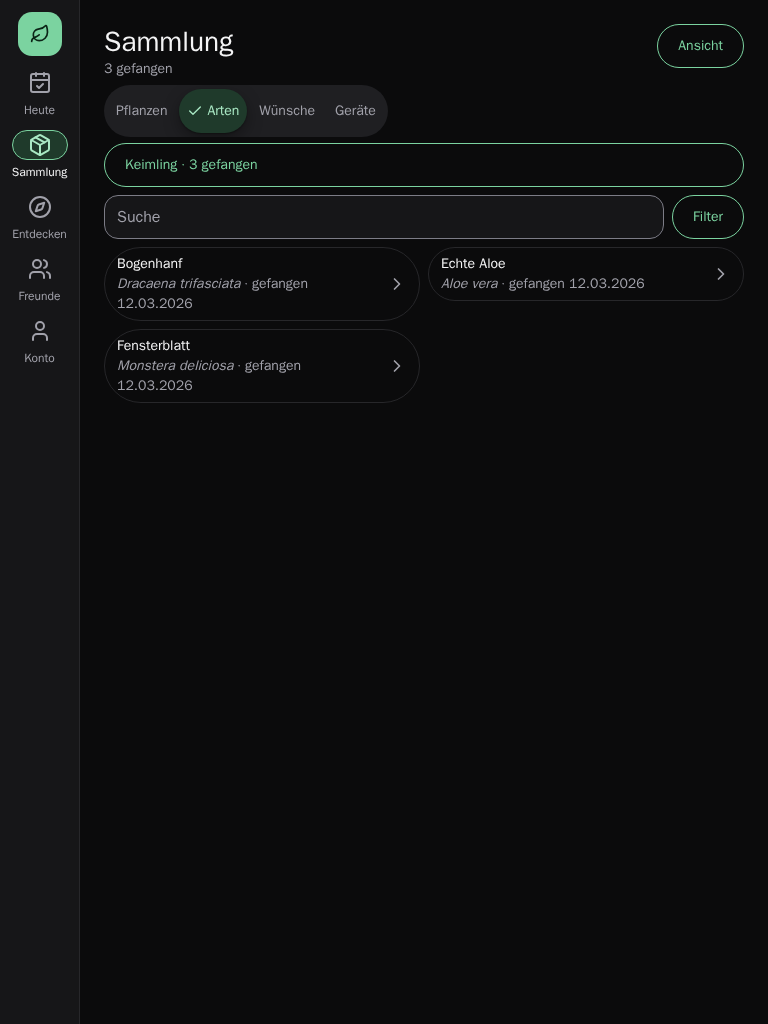 Sammlung
3 gefangen
Ansicht
Heute
Sammlung
Entdecken
Freunde
Konto
Pflanzen
Arten
Wünsche
Geräte
Keimling · 3 gefangen
Suche
Filter
Bogenhanf
Dracaena trifasciata · gefangen
12.03.2026
Echte Aloe
Aloe vera · gefangen 12.03.2026
Fensterblatt
Monstera deliciosa · gefangen
12.03.2026